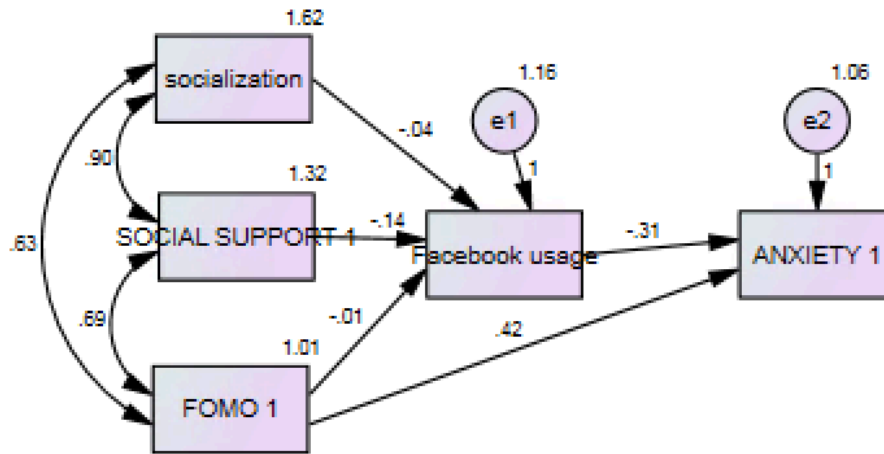 1.62
socialization
1.16
e1
1.06
e2
-.04
1
1
.90
1.32
SOCIAL SUPPORT 1
-.14
Facebook usage
-.31
ANXIETY 1
.63
.69
-.01
.42
1.01
FOMO 1